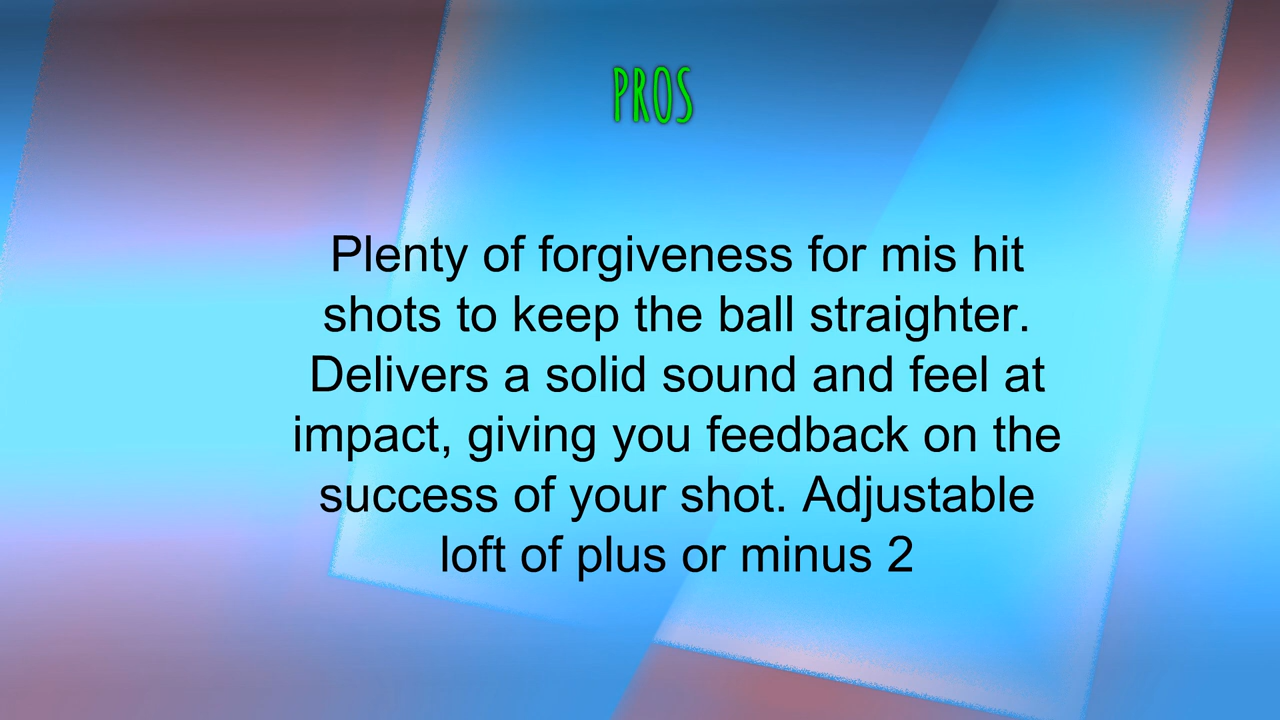 PROS
Plenty of forgiveness for mis hit
shots to keep the ball straighter.
Delivers a solid sound and feel at
impact, giving you feedback on the
success of your shot. Adjustable
loft of plus or minus 2